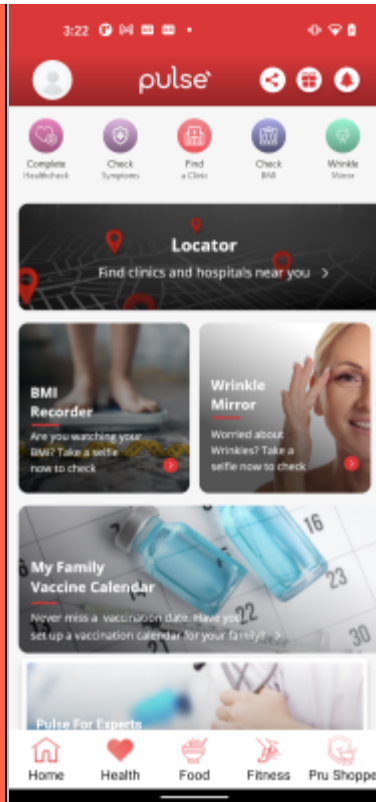 3:22
pulse
Complete
Healthcheck
Check
Symptoms
Find
a Clinic
Check
BMI
Wrinkle
Mirror
Locator
Find clinics and hospitals near you >
BMI
Recorder
Are you watching your
BMI? Take a selfie
now to check
Wrinkle
Mirror
Worried about
Wrinkles? Take a
selfie now to check
16
23
30
My Family
Vaccine Calendar
Never miss a vaccination date. Have you
set up a vaccination calendar for your family? >
Pulse For Experts
Home
Health
Food
Fitness
Pru Shoppe